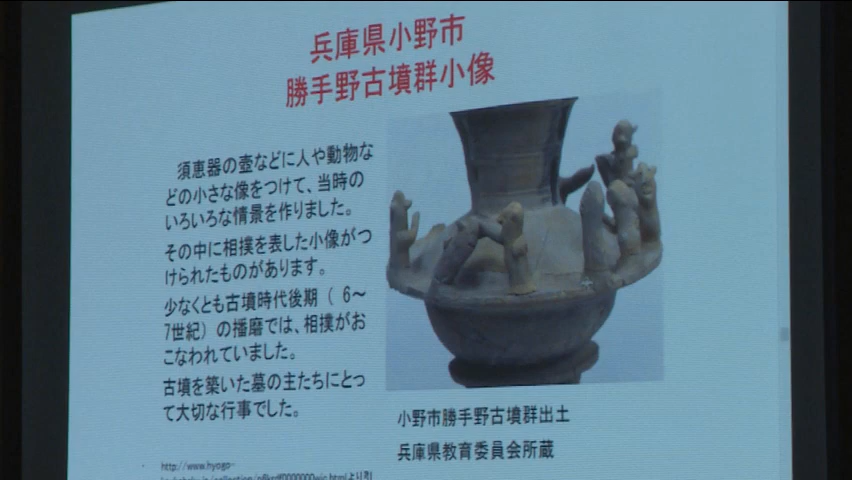 兵庫県小野市
勝手野古墳群小像
須恵器の壺などに人や動物な
どの小さな像をつけて、当時の
いろいろな情景を作りました。
その中に相撲を表した小像がつ
けられたものがあります。
少なくとも古墳時代後期（ 6～
7世紀）の播磨では、相撲がお
こなわれていました。
古墳を築いた墓の主たちにとっ
て大切な行事でした。
小野市勝手野古墳群出土
兵庫県教育委員会所蔵
http://www.hyogo-